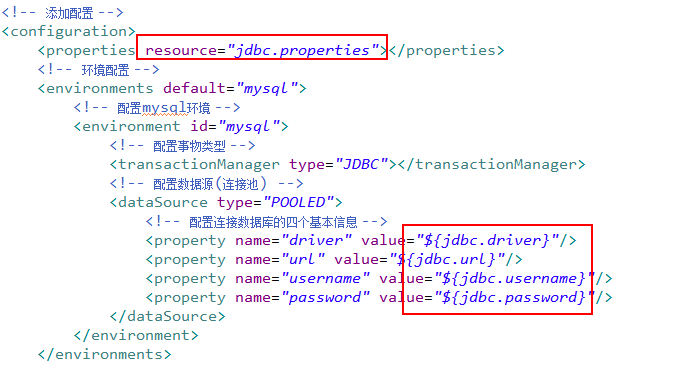 <!-- 添加配置 -->
<configuration>
<properties resource="jdbc.properties"></properties>
<!-- 环境配置 -->
<environments default="mysql">
<!-- 配置mysql环境 -->
<environment id="mysql">
<!-- 配置事物类型 -->
<transactionManager type="JDBC"></transactionManager>
<!-- 配置数据源(连接池) -->
<dataSource type="POOLED">
<!-- 配置连接数据库的四个基本信息 -->
<property name="driver" value="${jdbc.driver}"/>
<property name="url" value="${jdbc.url}"/>
<property name="username" value="${jdbc.username}"/>
<property name="password" value="${jdbc.password}"/>
</dataSource>
</environment>
</environments>